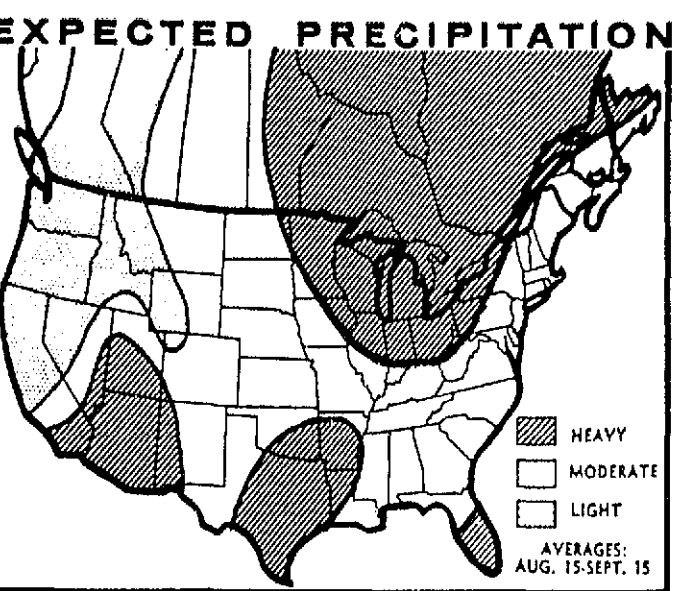 EXPECTED PRECIPITATION
HEAVY
MODERATE
LIGHT
AVERAGES:
AUG. 15-SEPT. 15